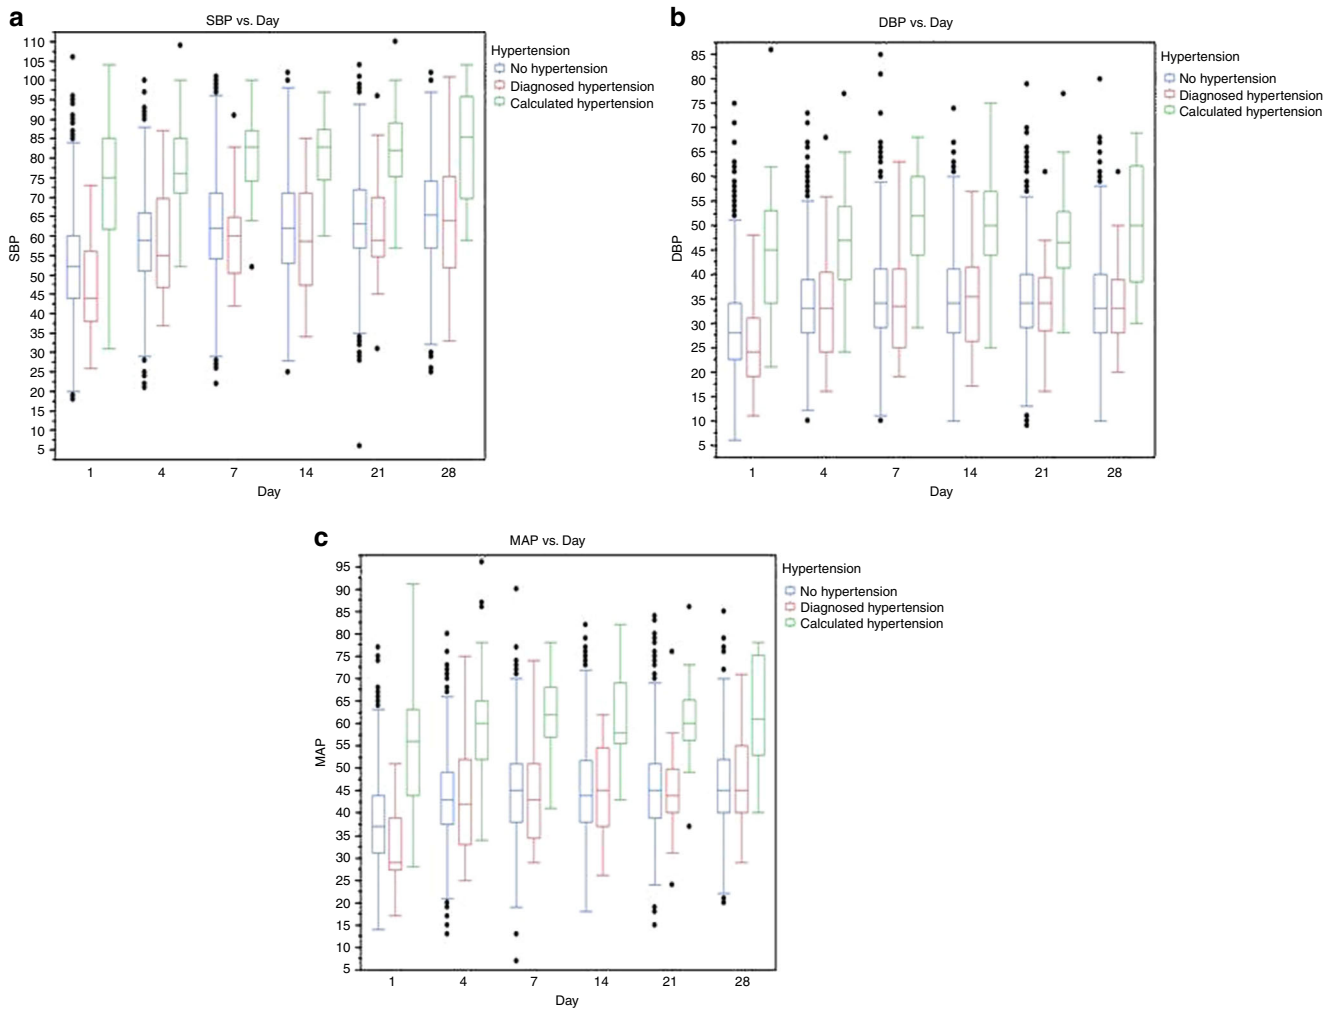 a
SBP vs. Day
110
105
100
95
90
85
80
75
70
65
60
55
50
45
40
35
30
25
20
15
10
5
SBP
1 4 7 14 21 28
Day
Hypertension
No hypertension
Diagnosed hypertension
Calculated hypertension
b
DBP vs. Day
85
80
75
70
65
60
55
50
45
40
35
30
25
20
15
10
5
DBP
1 4 7 14 21 28
Day
Hypertension
No hypertension
Diagnosed hypertension
Calculated hypertension
c
MAP vs. Day
95
90
85
80
75
70
65
60
55
50
45
40
35
30
25
20
15
10
5
MAP
1 4 7 14 21 28
Day
Hypertension
No hypertension
Diagnosed hypertension
Calculated hypertension